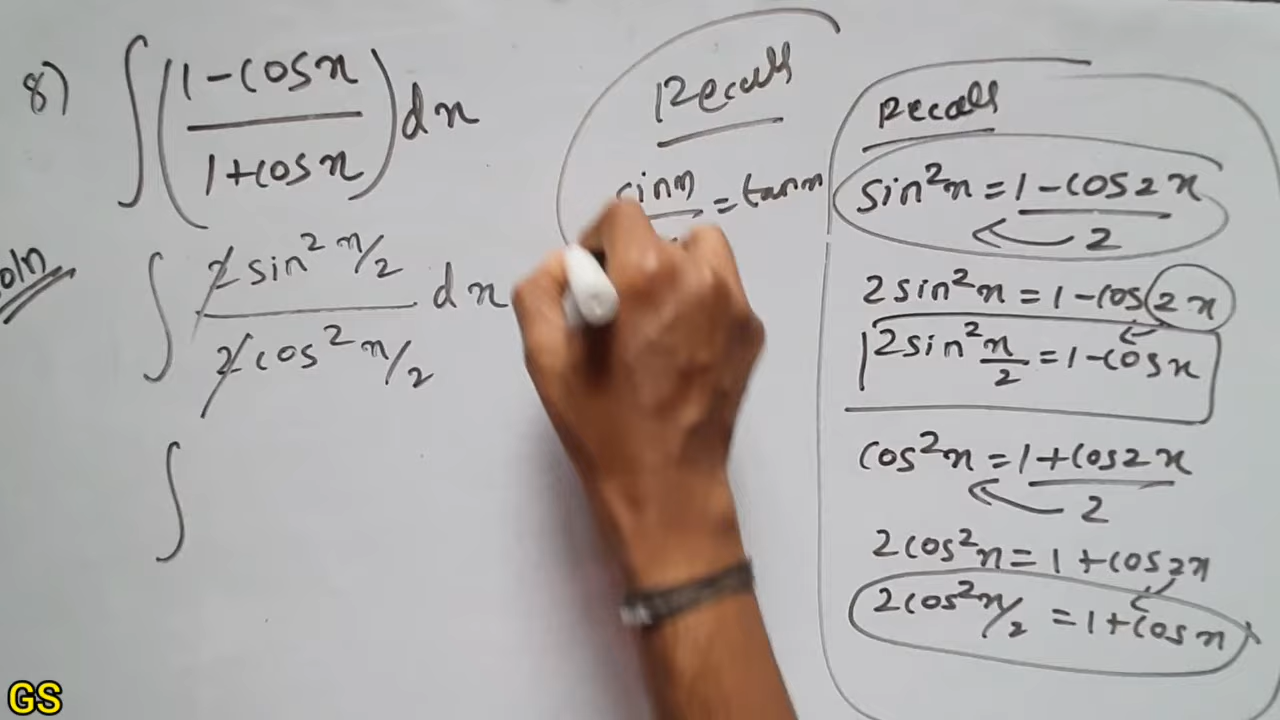 8) ∫(1-cosx/1+cosx)dx
Soln ∫ 2sin²x/2 / 2cos²x/2 dx
∫
Recall
sinx = tanx
Recall
sin²x = 1-cos2x / 2
2sin²x = 1-cos2x
2sin²x/2 = 1-cosx
cos²x = 1+cos2x / 2
2cos²x = 1+cos2x
2cos²x/2 = 1+cosx
GS